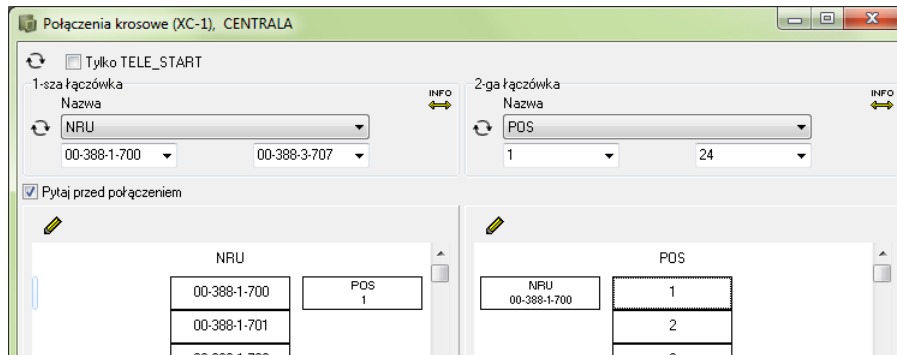 Połączenia krosowe (XC-1), CENTRALA
Tylko TELE_START
1-sza łączówka
Nazwa
INFO
NRU
00-388-1-700 00-388-3-707
2-ga łączówka
Nazwa
INFO
POS
1 24
Pytaj przed połączeniem
NRU
00-388-1-700
POS
1
00-388-1-701
POS
NRU
00-388-1-700
1
2